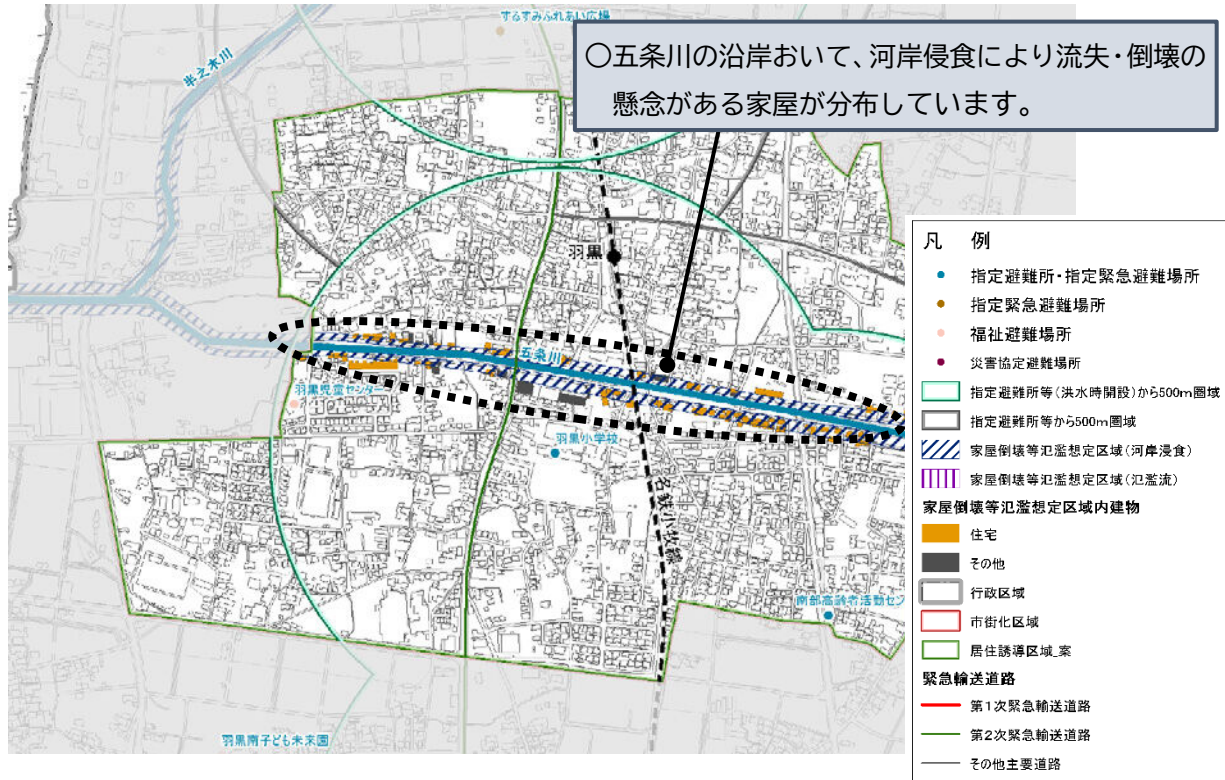 するすみふれあい広場
〇五条川の沿岸おいて、河岸侵食により流失・倒壊の
懸念がある家屋が分布しています。
半之木川
羽黒
五条川
羽黒児童センター
羽黒小学校
名鉄小牧線
南部高齢者活動セン
羽黒南子ども未来園
凡 例
指定避難所・指定緊急避難場所
指定緊急避難場所
福祉避難場所
災害協定避難場所
指定避難所等(洪水時開設)から500m圏域
指定避難所等から500m圏域
家屋倒壊等氾濫想定区域(河岸浸食)
家屋倒壊等氾濫想定区域(氾濫流)
家屋倒壊等氾濫想定区域内建物
住宅
その他
行政区域
市街化区域
居住誘導区域_案
緊急輸送道路
第1次緊急輸送道路
第2次緊急輸送道路
その他主要道路